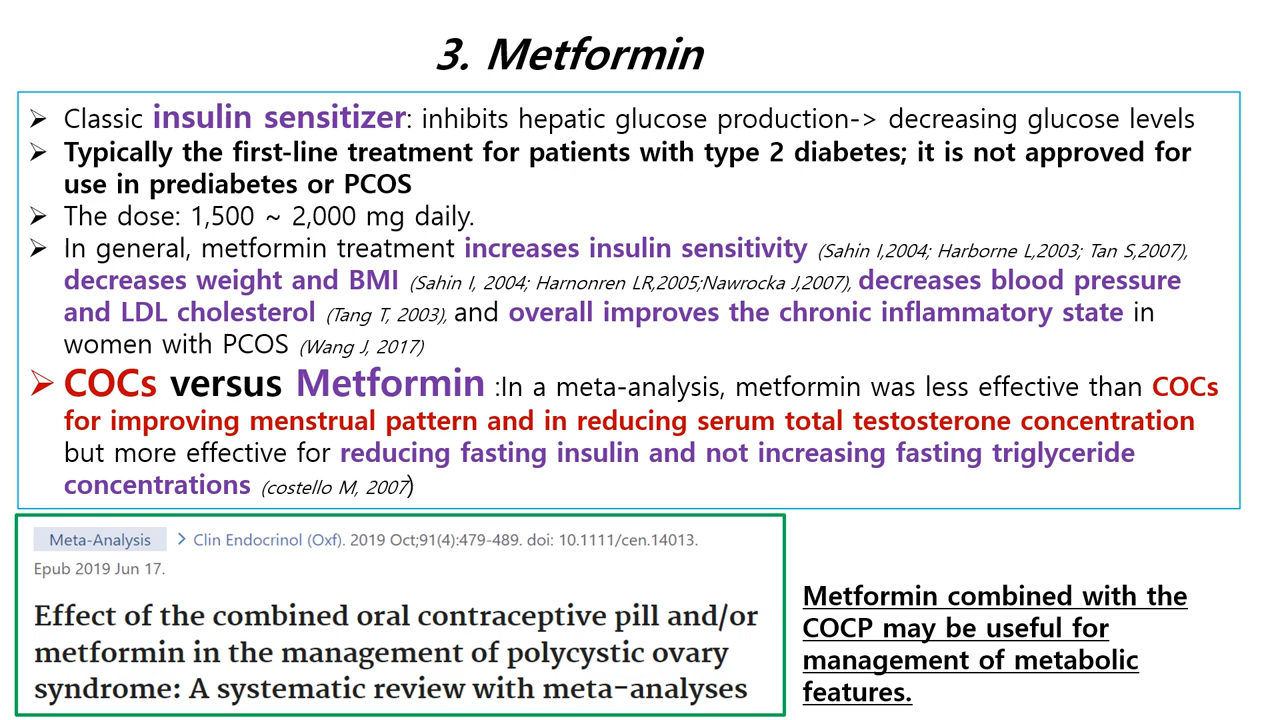 3. Metformin
➢ Classic insulin sensitizer: inhibits hepatic glucose production-> decreasing glucose levels
➢ Typically the first-line treatment for patients with type 2 diabetes; it is not approved for
use in prediabetes or PCOS
➢ The dose: 1,500 ~ 2,000 mg daily.
➢ In general, metformin treatment increases insulin sensitivity (Sahin I,2004; Harborne L,2003; Tan S,2007),
decreases weight and BMI (Sahin I, 2004; Harnonren LR,2005;Nawrocka J,2007), decreases blood pressure
and LDL cholesterol (Tang T, 2003), and overall improves the chronic inflammatory state in
women with PCOS (Wang J, 2017)
➢ COCs versus Metformin :In a meta-analysis, metformin was less effective than COCs
for improving menstrual pattern and in reducing serum total testosterone concentration
but more effective for reducing fasting insulin and not increasing fasting triglyceride
concentrations (costello M, 2007)
Meta-Analysis > Clin Endocrinol (Oxf). 2019 Oct;91(4):479-489. doi: 10.1111/cen.14013.
Epub 2019 Jun 17.
Effect of the combined oral contraceptive pill and/or
metformin in the management of polycystic ovary
syndrome: A systematic review with meta-analyses
Metformin combined with the
COCP may be useful for
management of metabolic
features.